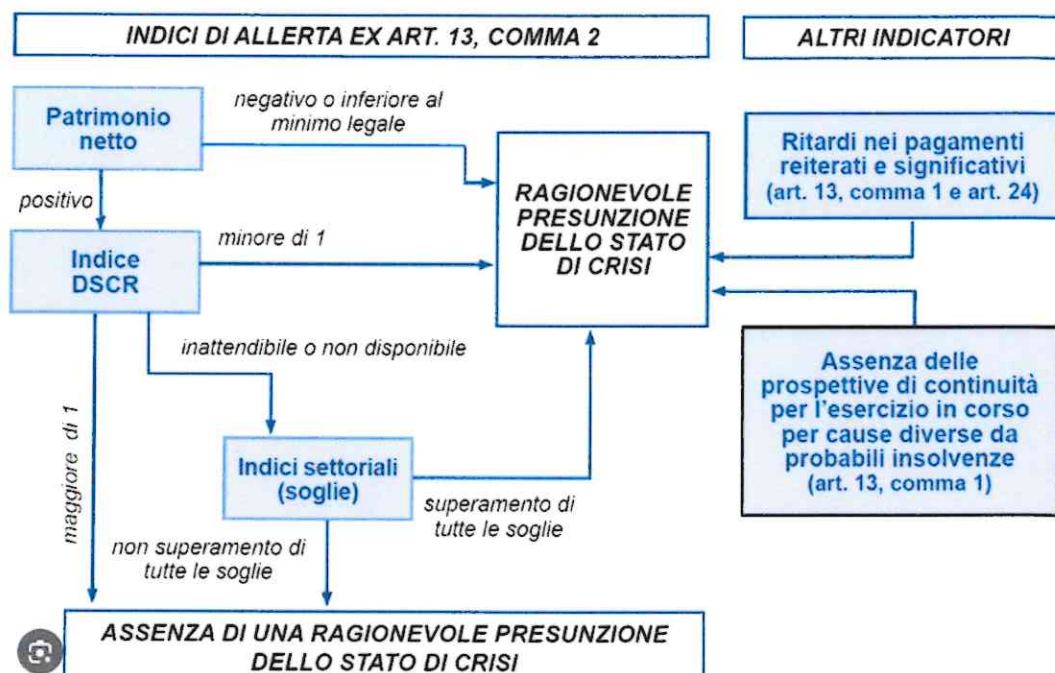 INDICI DI ALLERTA EX ART. 13, COMMA 2
ALTRI INDICATORI
Patrimonio
netto
negativo o inferiore al
minimo legale
positivo
Indice
DSCR
minore di 1
RAGIONEVOLE
PRESUNZIONE
DELLO STATO
DI CRISI
Ritardi nei pagamenti
reiterati e significativi
(art. 13, comma 1 e art. 24)
inattendibile o non disponibile
maggiore di 1
Indici settoriali
(soglie)
superamento di
tutte le soglie
non superamento di
tutte le soglie
Assenza delle
prospettive di continuità
per l'esercizio in corso
per cause diverse da
probabili insolvenze
(art. 13, comma 1)
ASSENZA DI UNA RAGIONEVOLE PRESUNZIONE
DELLO STATO DI CRISI